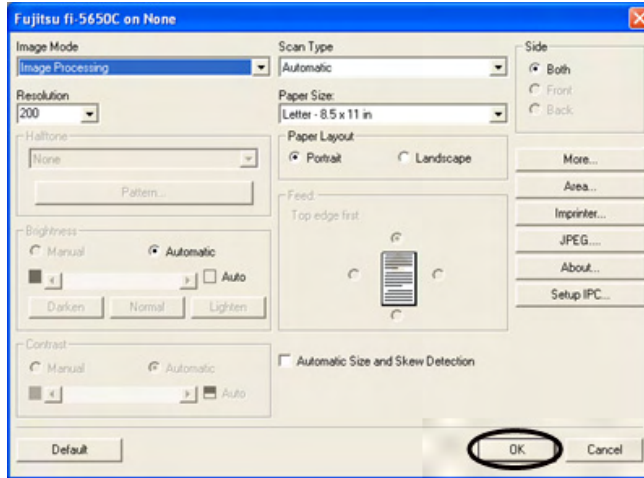 Fujitsu fi-5650C on None
Image Mode
Image Processing
Scan Type
Automatic
Side
Both
Front
Back
Resolution
200
Paper Size:
Letter - 8.5 x 11 in
Halftone
None
Pattern...
Paper Layout
Portrait Landscape
More...
Area...
Imprinter...
JPEG....
About...
Setup IPC...
Feed
Top edge first
Brightness
Manual Automatic
Auto
Darken Normal Lighten
Contrast
Manual Automatic
Auto
Automatic Size and Skew Detection
Default
OK Cancel